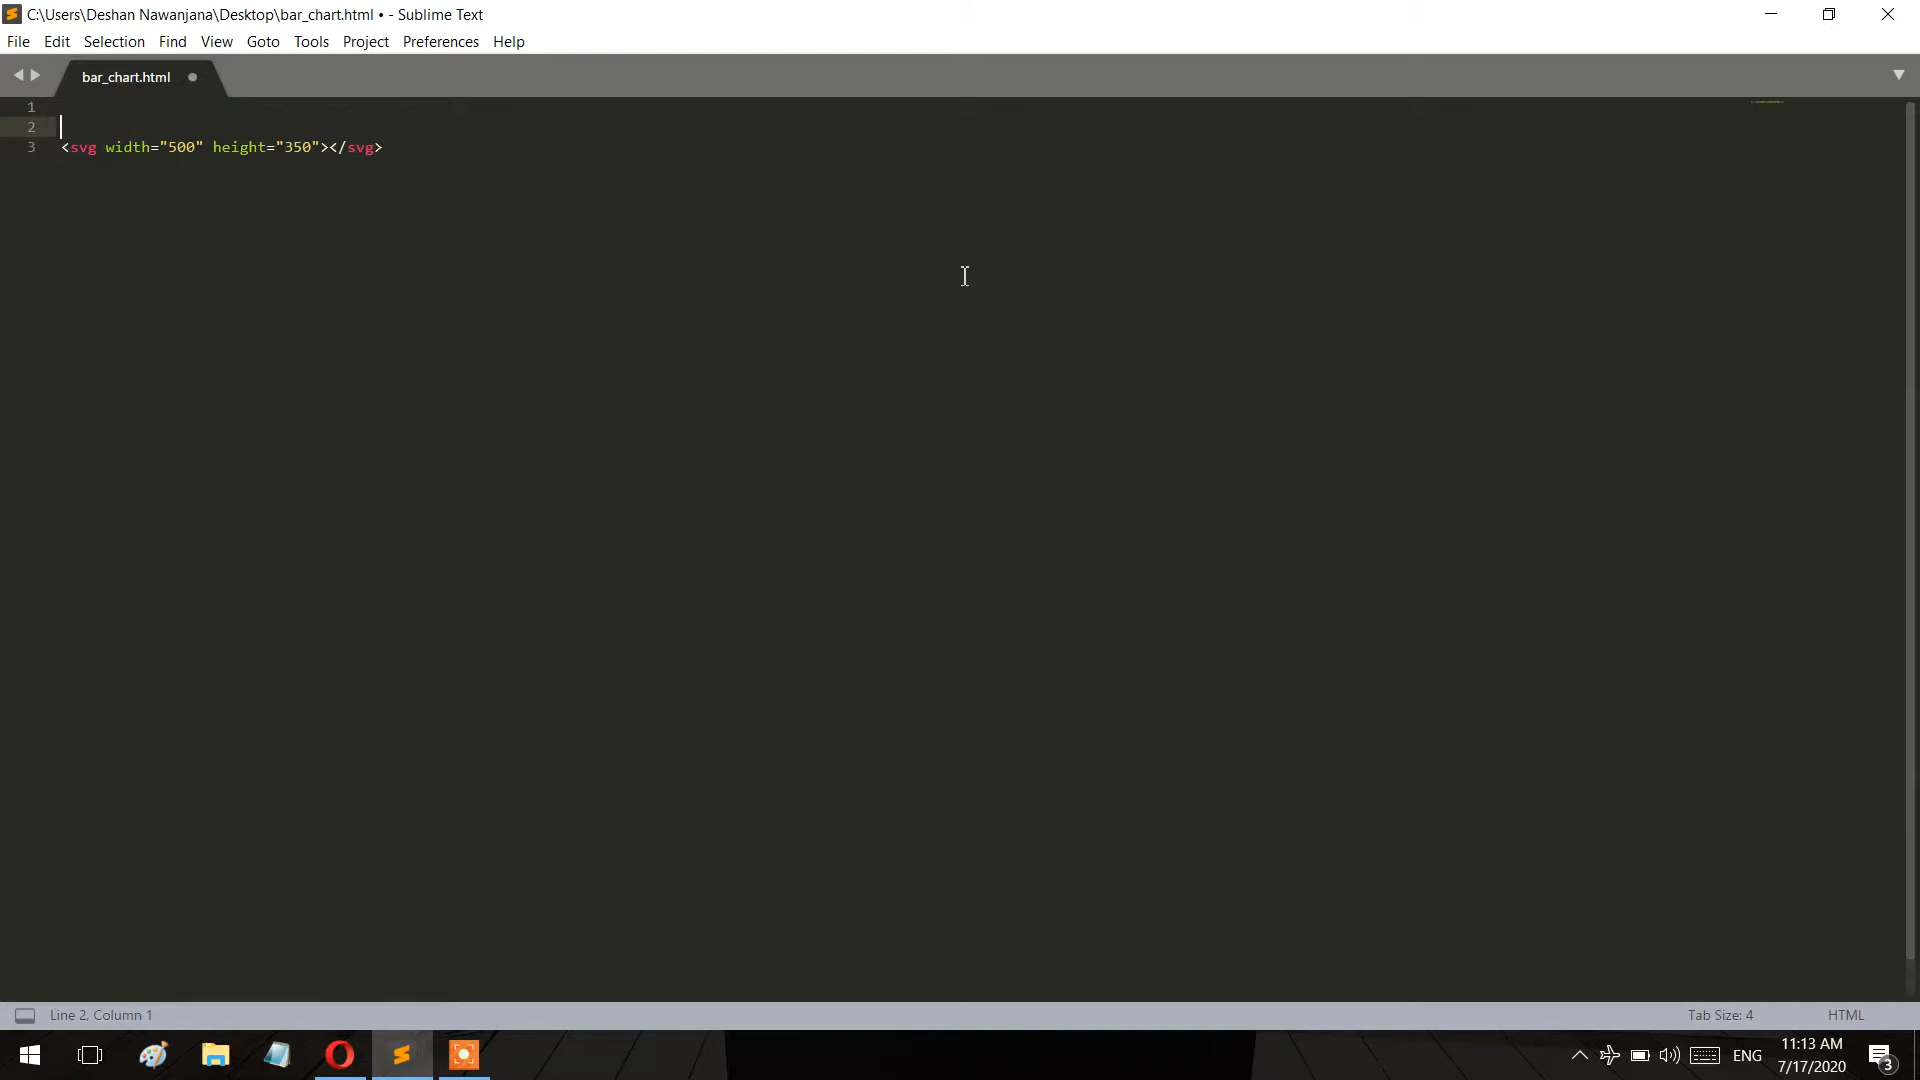 C:\Users\Deshan Nawanjana\Desktop\bar_chart.html • - Sublime Text
File Edit Selection Find View Goto Tools Project Preferences Help
bar_chart.html
1
2
3 <svg width="500" height="350"></svg>
Line 2, Column 1 Tab Size: 4 HTML
ENG 11:13 AM
7/17/2020
3